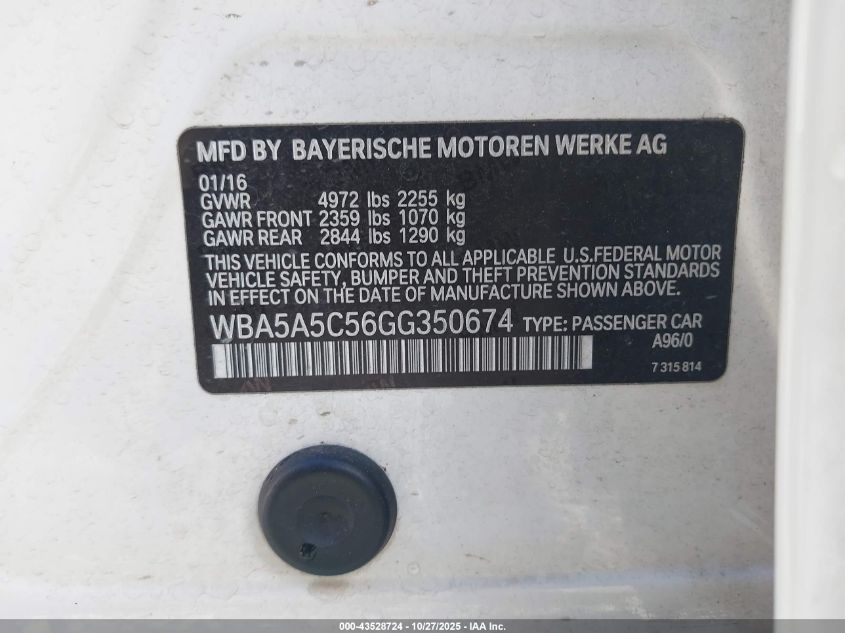 MFD BY BAYERISCHE MOTOREN WERKE AG
01/16
GVWR 4972 lbs 2255 kg
GAWR FRONT 2359 lbs 1070 kg
GAWR REAR 2844 lbs 1290 kg
THIS VEHICLE CONFORMS TO ALL APPLICABLE U.S.FEDERAL MOTOR
VEHICLE SAFETY, BUMPER AND THEFT PREVENTION STANDARDS
IN EFFECT ON THE DATE OF MANUFACTURE SHOWN ABOVE.
WBA5A5C56GG350674 TYPE: PASSENGER CAR
A96/0
7 315 814
000-43528724 | 10/27/2025 - IAA Inc.